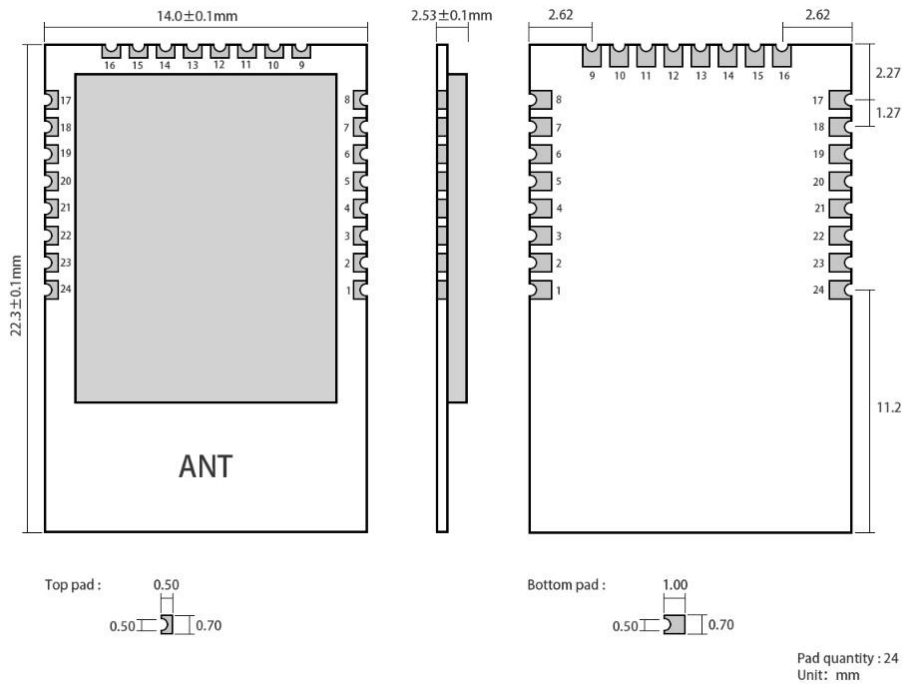 14.0±0.1mm
2.53±0.1mm
2.62
2.62
16 15 14 13 12 11 10 9
9 10 11 12 13 14 15 16
2.27
1.27
17 8
18 7
19 6
20 5
21 4
22 3
23 2
24 1
8 17
7 18
6 19
5 20
4 21
3 22
2 23
1 24
22.3±0.1mm
11.2
ANT
Top pad : 0.50
0.50 0.70
Bottom pad : 1.00
0.50 0.70
Pad quantity : 24
Unit: mm